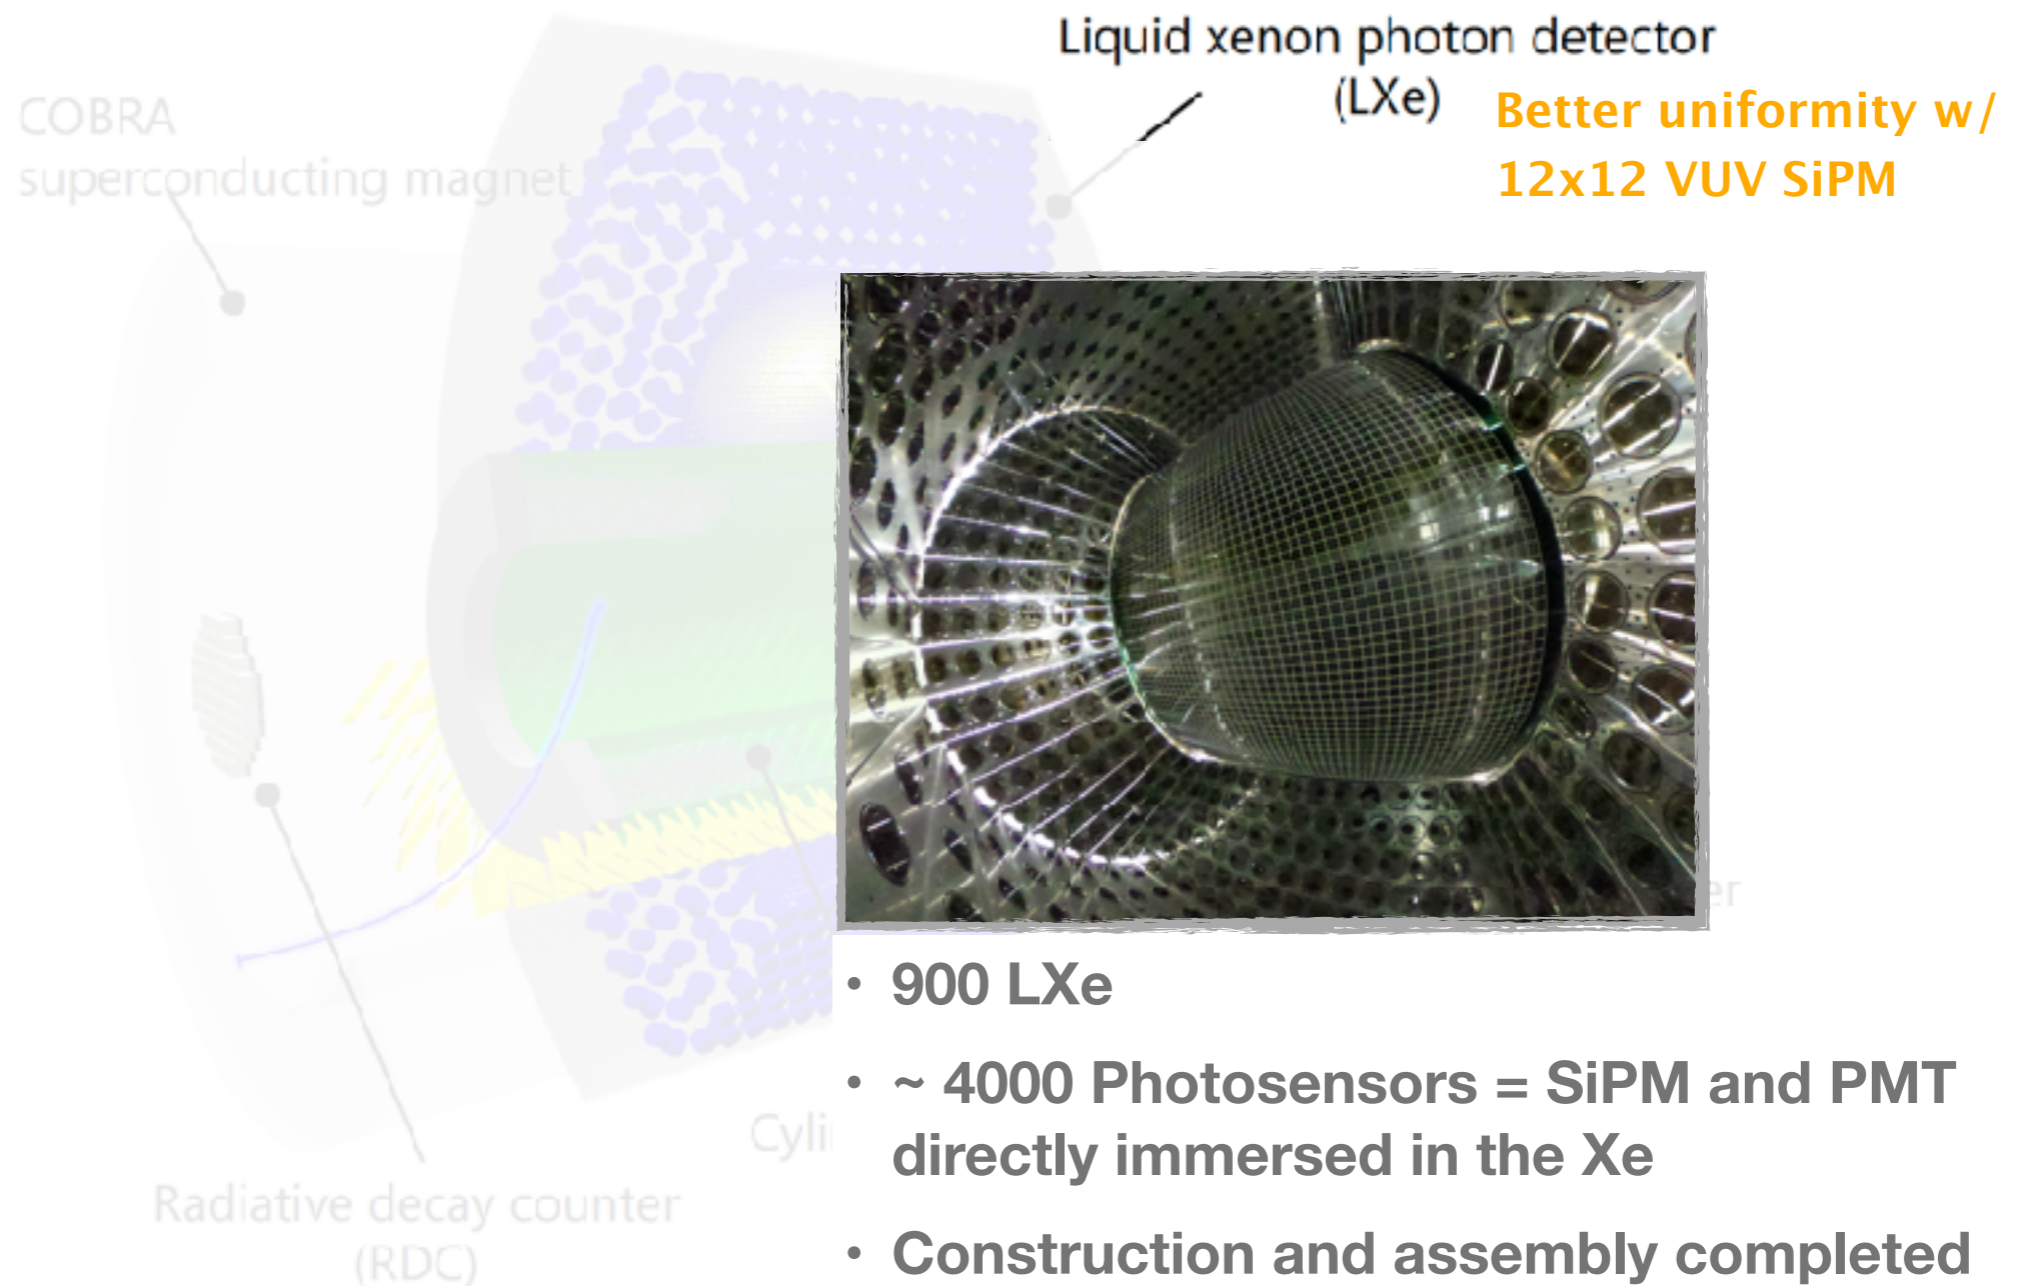 Liquid xenon photon detector
(LXe)
Better uniformity w/
12x12 VUV SiPM
COBRA
superconducting magnet
• 900 LXe
• ~ 4000 Photosensors = SiPM and PMT
directly immersed in the Xe
• Construction and assembly completed
Radiative decay counter
(RDC)